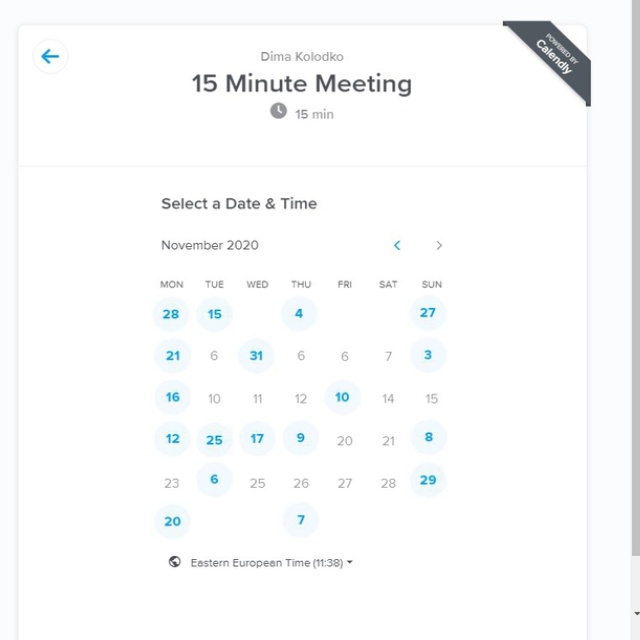 Dima Kolodko
15 Minute Meeting
15 min
POWERED BY
Calendly
Select a Date & Time
November 2020
MON TUE WED THU FRI SAT SUN
28 15 4 27
21 6 31 6 6 7 3
16 10 11 12 10 14 15
12 25 17 9 20 21 8
23 6 25 26 27 28 29
20 7
Eastern European Time (11:38)